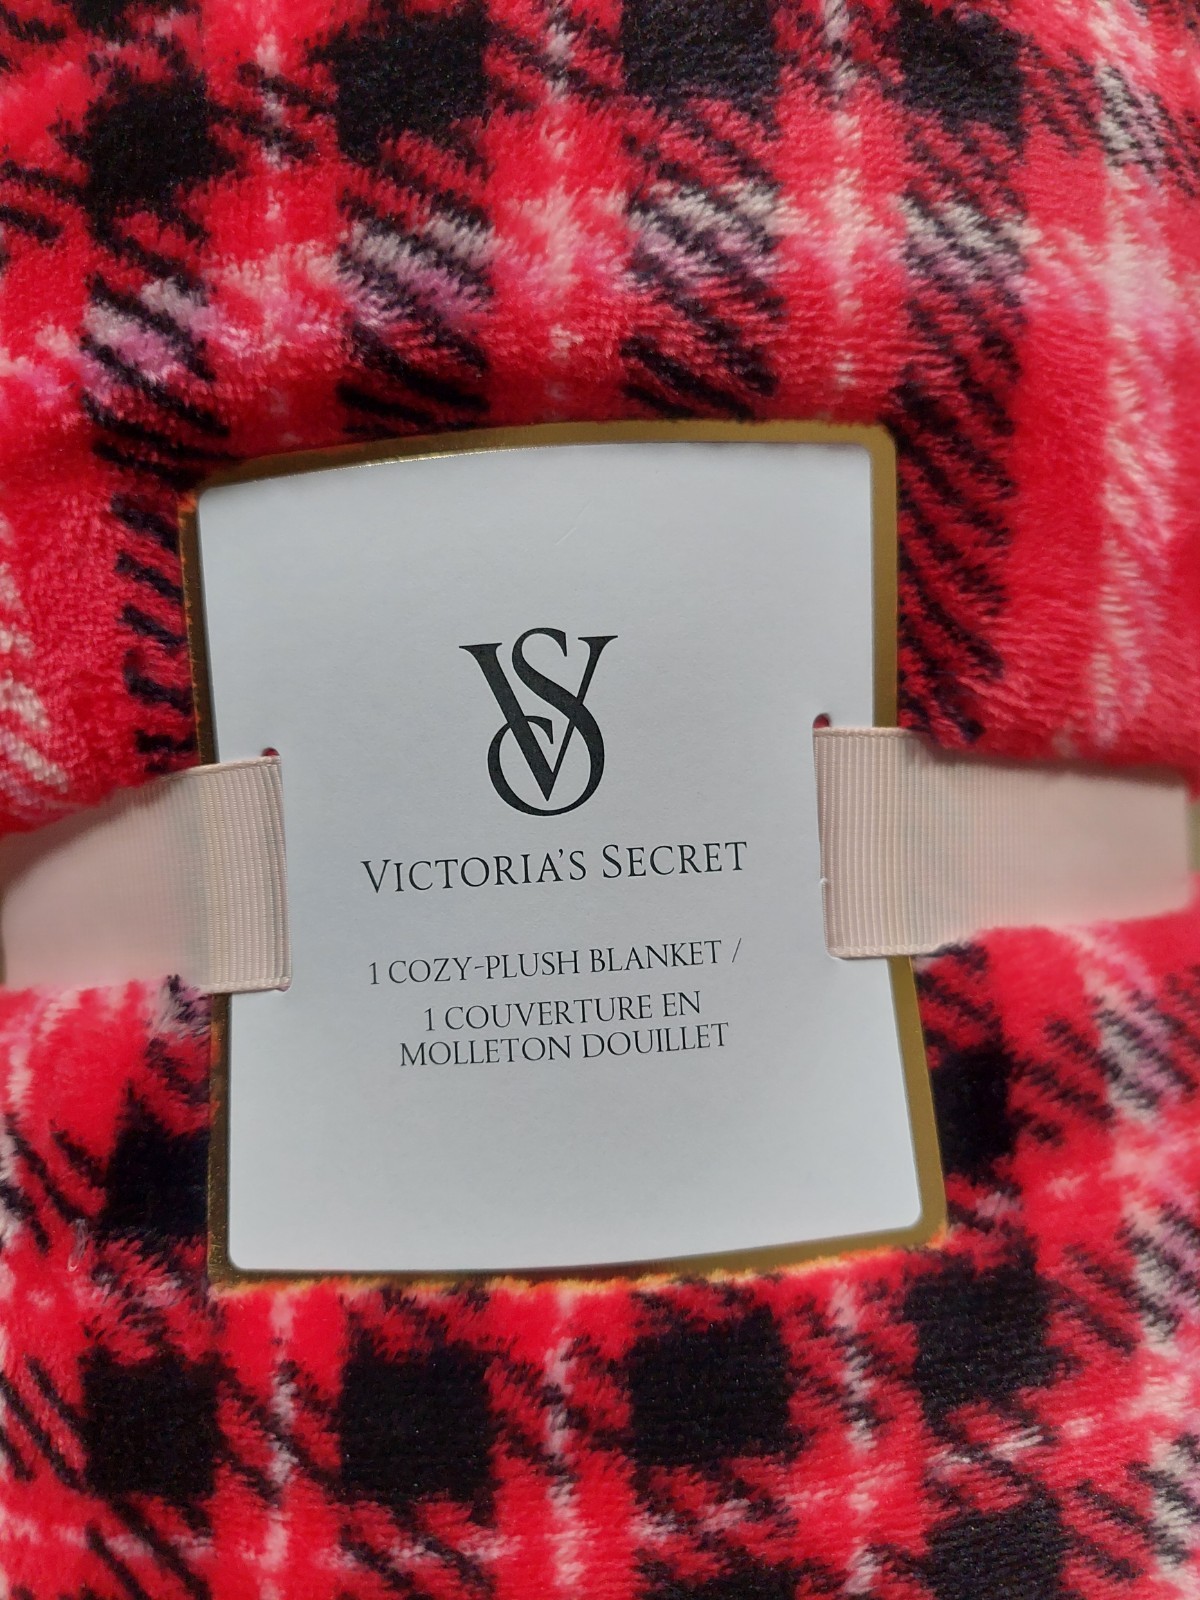 VS
VICTORIA'S SECRET
1 COZY-PLUSH BLANKET /
1 COUVERTURE EN
MOLLETON DOUILLET